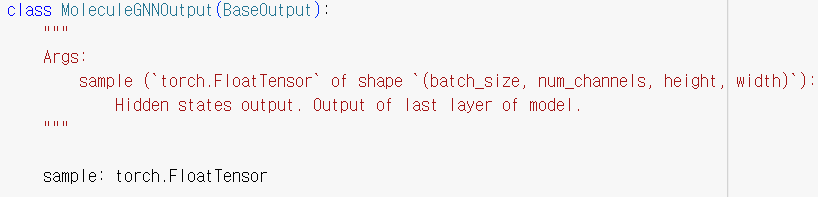 class MoleculeGNNOutput(BaseOutput):
    """
    Args:
        sample (`torch.FloatTensor` of shape `(batch_size, num_channels, height, width)`):
            Hidden states output. Output of last layer of model.
    """
    sample: torch.FloatTensor